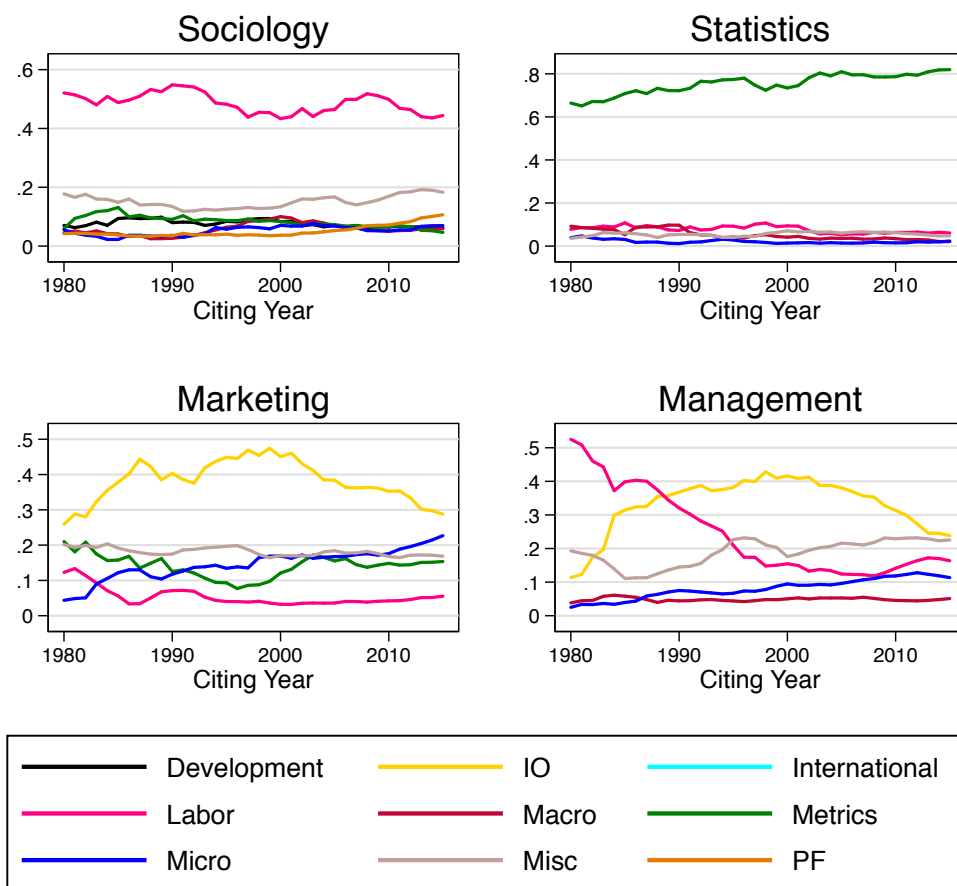 Sociology
Statistics
.6
.4
.2
0
1980 1990 2000 2010
Citing Year
.8
.6
.4
.2
0
1980 1990 2000 2010
Citing Year
Marketing
Management
.5
.4
.3
.2
.1
0
1980 1990 2000 2010
Citing Year
.5
.4
.3
.2
.1
0
1980 1990 2000 2010
Citing Year
Development IO International
Labor Macro Metrics
Micro Misc PF